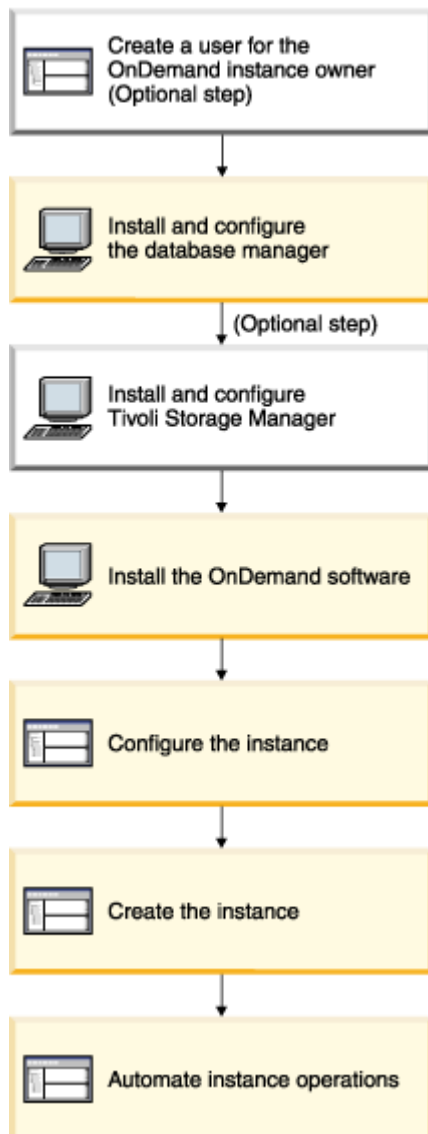 Create a user for the
OnDemand instance owner
(Optional step)
Install and configure
the database manager
(Optional step)
Install and configure
Tivoli Storage Manager
Install the OnDemand software
Configure the instance
Create the instance
Automate instance operations